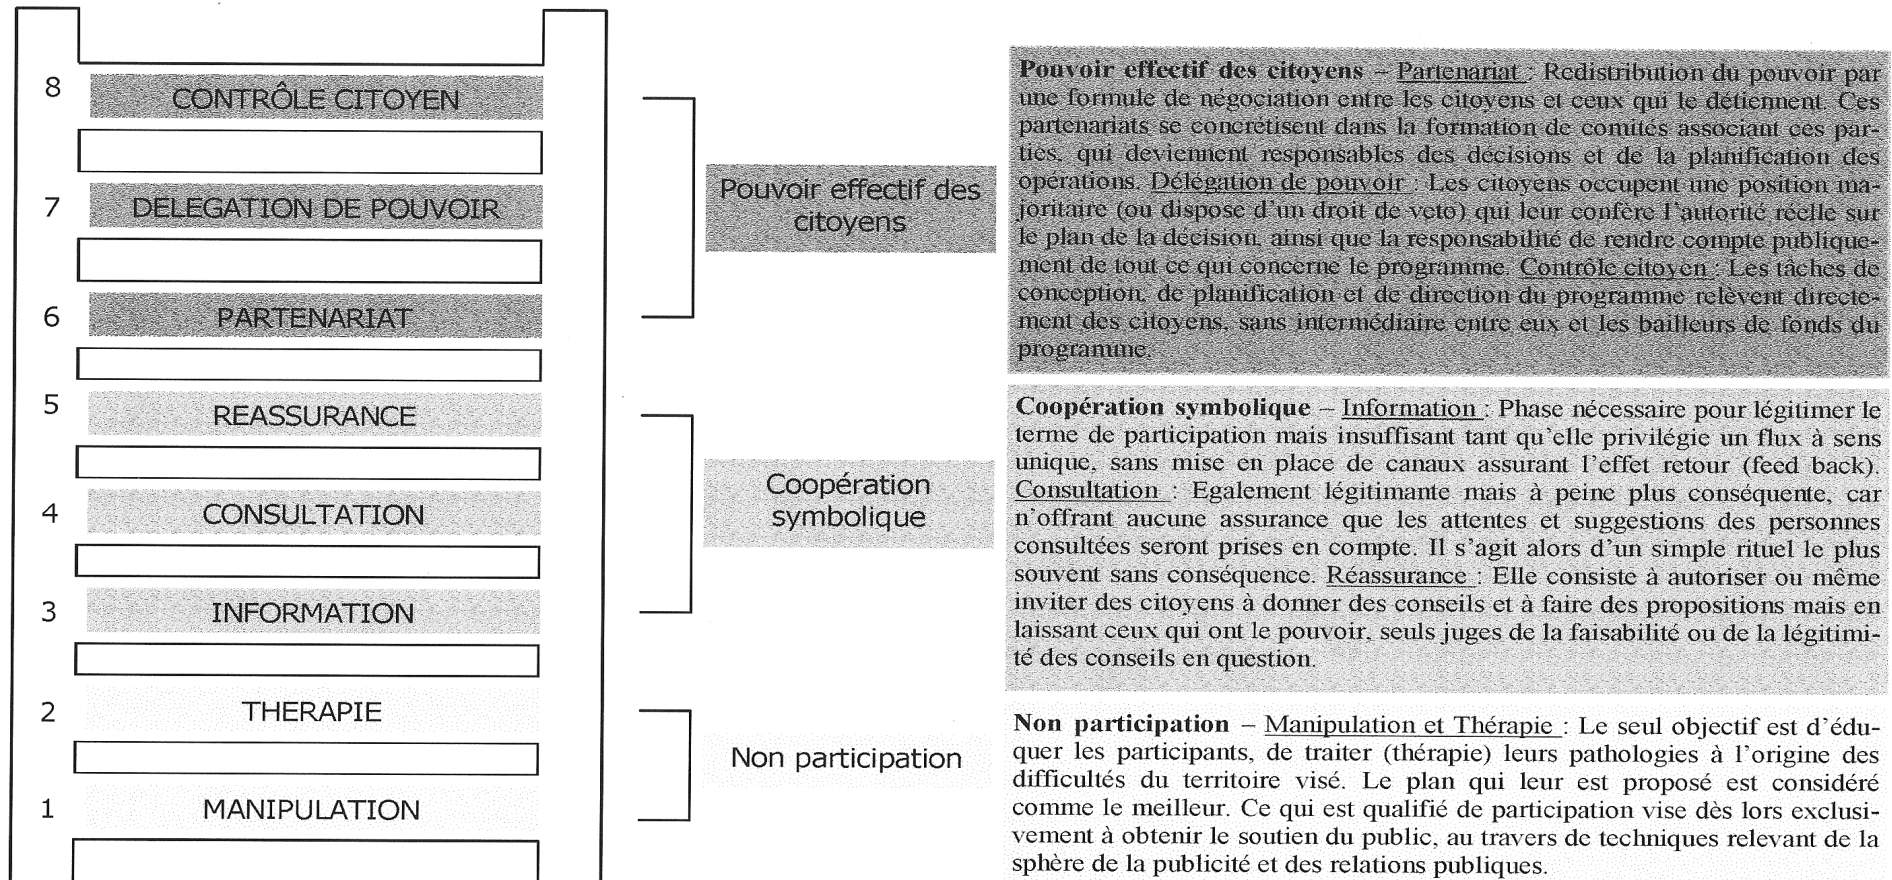 8
CONTRÔLE CITOYEN
7
DELEGATION DE POUVOIR
6
PARTENARIAT
5
REASSURANCE
4
CONSULTATION
3
INFORMATION
2
THERAPIE
1
MANIPULATION
Pouvoir effectif des
citoyens
Coopération
symbolique
Non participation
Pouvoir effectif des citoyens – Partenariat : Redistribution du pouvoir par
une formule de négociation entre les citoyens et ceux qui le détiennent. Ces
partenariats se concrétisent dans la formation de comités associant ces par-
ties, qui deviennent responsables des décisions et de la planification des
opérations. Délégation de pouvoir : Les citoyens occupent une position ma-
joritaire (ou dispose d'un droit de veto) qui leur confère l'autorité réelle sur
le plan de la décision, ainsi que la responsabilité de rendre compte publique-
ment de tout ce qui concerne le programme. Contrôle citoyen : Les tâches de
conception, de planification et de direction du programme relèvent directe-
ment des citoyens, sans intermédiaire entre eux et les bailleurs de fonds du
programme.
Coopération symbolique – Information : Phase nécessaire pour légitimer le
terme de participation mais insuffisant tant qu'elle privilégie un flux à sens
unique, sans mise en place de canaux assurant l'effet retour (feed back).
Consultation : Egalement légitimante mais à peine plus conséquente, car
n'offrant aucune assurance que les attentes et suggestions des personnes
consultées seront prises en compte. Il s'agit alors d'un simple rituel le plus
souvent sans conséquence. Réassurance : Elle consiste à autoriser ou même
inviter des citoyens à donner des conseils et à faire des propositions mais en
laissant ceux qui ont le pouvoir, seuls juges de la faisabilité ou de la légitimi-
té des conseils en question.
Non participation – Manipulation et Thérapie : Le seul objectif est d'édu-
quer les participants, de traiter (thérapie) leurs pathologies à l'origine des
difficultés du territoire visé. Le plan qui leur est proposé est considéré
comme le meilleur. Ce qui est qualifié de participation vise dès lors exclusi-
vement à obtenir le soutien du public, au travers de techniques relevant de la
sphère de la publicité et des relations publiques.